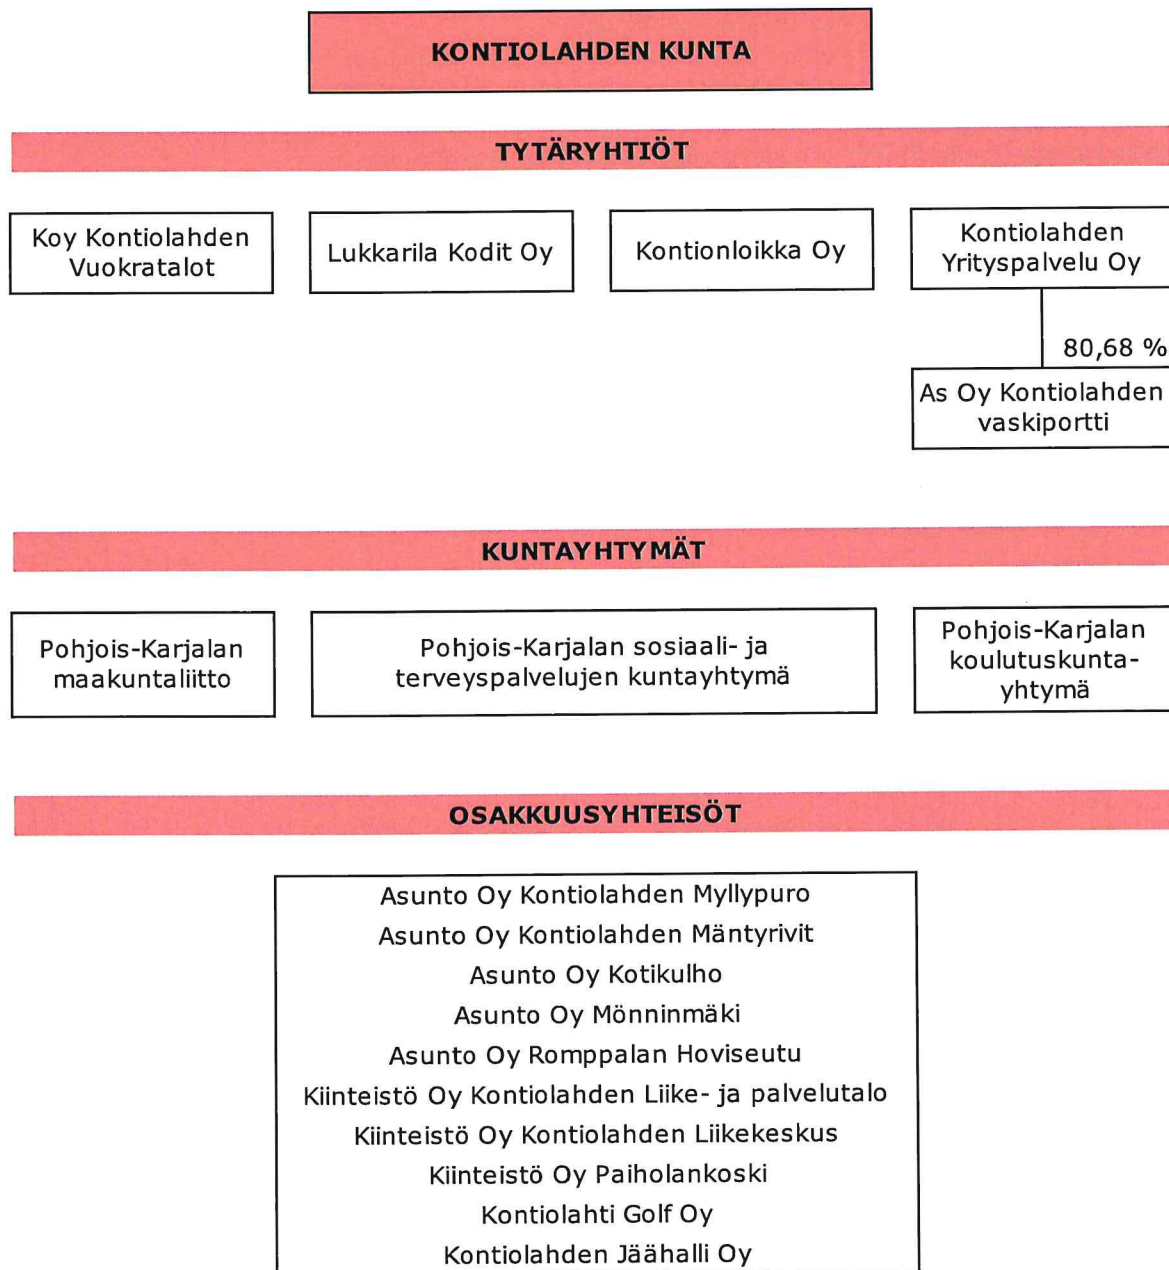 KONTIOLAHDEN KUNTA
TYTÄRYHTIÖT
Koy Kontiolahden
Vuokratalot
Lukkarila Kodit Oy
Kontionloikka Oy
Kontiolahden
Yrityspalvelu Oy
80,68 %
As Oy Kontiolahden
vaskiportti
KUNTAYHTYMÄT
Pohjois-Karjalan
maakuntaliitto
Pohjois-Karjalan sosiaali- ja
terveyspalvelujen kuntayhtymä
Pohjois-Karjalan
koulutuskunta-
yhtymä
OSAKKUUSYHTEISÖT
Asunto Oy Kontiolahden Myllypuro
Asunto Oy Kontiolahden Mäntyrivit
Asunto Oy Kotikulho
Asunto Oy Mönninmäki
Asunto Oy Romppalan Hoviseutu
Kiinteistö Oy Kontiolahden Liike- ja palvelutalo
Kiinteistö Oy Kontiolahden Liikekeskus
Kiinteistö Oy Paiholankoski
Kontiolahti Golf Oy
Kontiolahden Jäähalli Oy